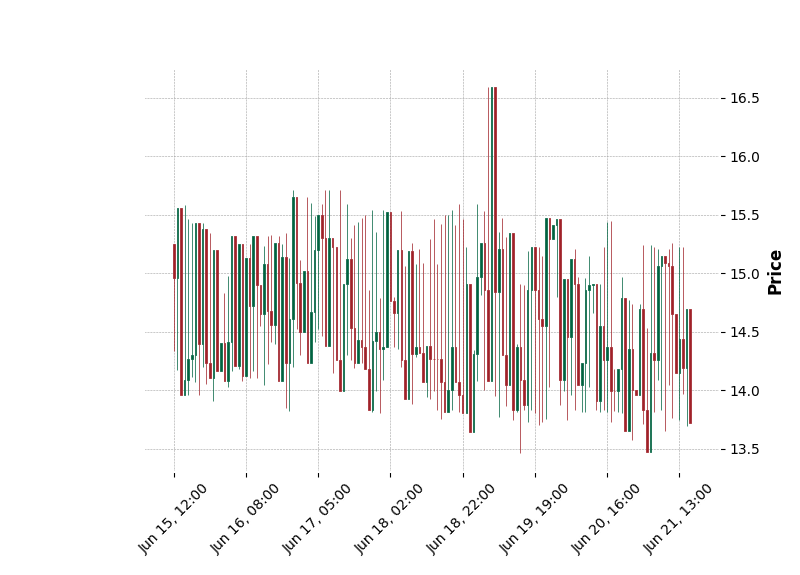 16.5
16.0
15.5
15.0
14.5
14.0
13.5
Price
Jun 15, 12:00
Jun 16, 08:00
Jun 17, 05:00
Jun 18, 02:00
Jun 18, 22:00
Jun 19, 19:00
Jun 20, 16:00
Jun 21, 13:00